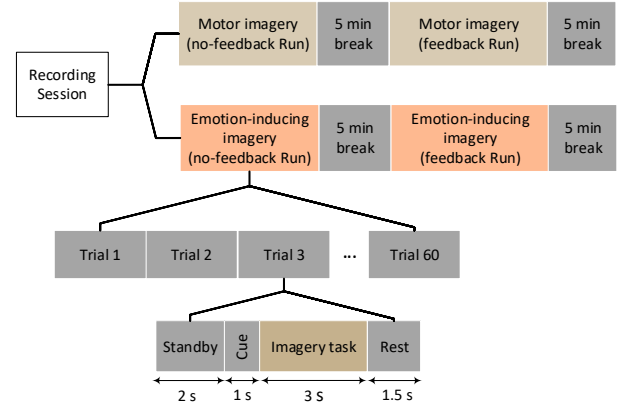 Motor imagery
(no-feedback Run)
5 min
break
Motor imagery
(feedback Run)
5 min
break
Recording
Session
Emotion-inducing
imagery
(no-feedback Run)
5 min
break
Emotion-inducing
imagery
(feedback Run)
5 min
break
Trial 1
Trial 2
Trial 3
...
Trial 60
Standby
Cue
Imagery task
Rest
2 s
1 s
3 s
1.5 s